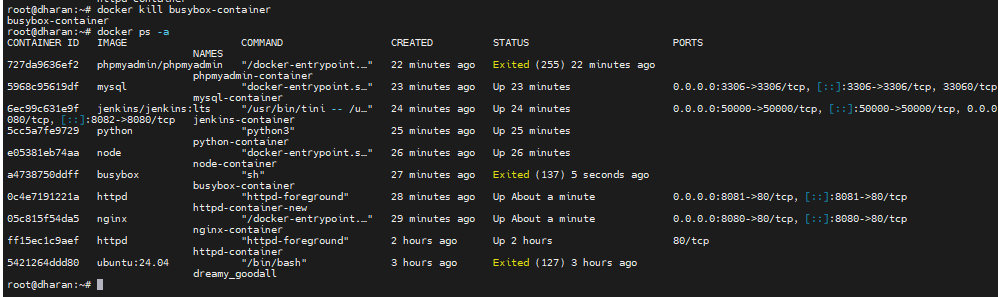 root@dharan:~# docker kill busybox-container
busybox-container
root@dharan:~# docker ps -a
CONTAINER ID   IMAGE                   COMMAND                  CREATED          STATUS                       PORTS
                               NAMES
727da9636ef2   phpmyadmin/phpmyadmin   "/docker-entrypoint.…"   22 minutes ago   Exited (255) 22 minutes ago
                               phpmyadmin-container
5968c95619df   mysql                   "docker-entrypoint.s…"   23 minutes ago   Up 23 minutes                0.0.0.0:3306->3306/tcp, [::]:3306->3306/tcp, 33060/tcp
                               mysql-container
6ec99c631e9f   jenkins/jenkins:lts     "/usr/bin/tini -- /u…"   24 minutes ago   Up 24 minutes                0.0.0.0:50000->50000/tcp, [::]:50000->50000/tcp, 0.0.0
080/tcp, [::]:8082->8080/tcp   jenkins-container
5cc5a7fe9729   python                  "python3"                25 minutes ago   Up 25 minutes
                               python-container
e05381eb74aa   node                    "docker-entrypoint.s…"   26 minutes ago   Up 26 minutes
                               node-container
a4738750ddff   busybox                 "sh"                     27 minutes ago   Exited (137) 5 seconds ago
                               busybox-container
0c4e7191221a   httpd                   "httpd-foreground"       28 minutes ago   Up About a minute            0.0.0.0:8081->80/tcp, [::]:8081->80/tcp
                               httpd-container-new
05c815f54da5   nginx                   "/docker-entrypoint.…"   29 minutes ago   Up About a minute            0.0.0.0:8080->80/tcp, [::]:8080->80/tcp
                               nginx-container
ff15ec1c9aef   httpd                   "httpd-foreground"       2 hours ago      Up 2 hours                   80/tcp
                               httpd-container
5421264ddd80   ubuntu:24.04            "/bin/bash"              3 hours ago      Exited (127) 3 hours ago
                               dreamy_goodall
root@dharan:~#